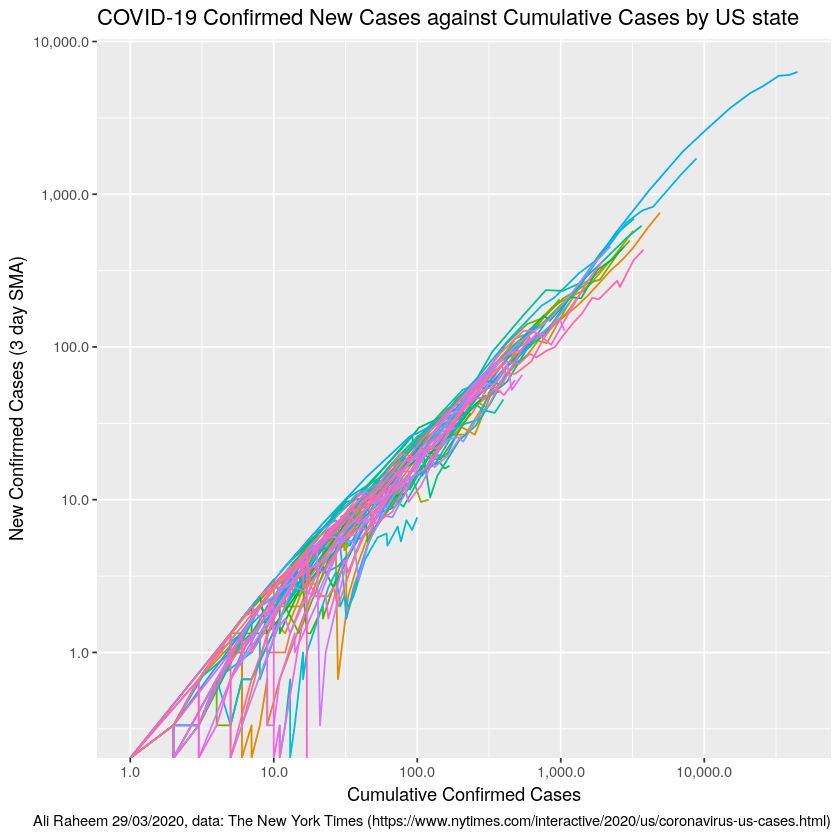 COVID-19 Confirmed New Cases against Cumulative Cases by US state
10,000.0
1,000.0
100.0
10.0
1.0
New Confirmed Cases (3 day SMA)
1.0 10.0 100.0 1,000.0 10,000.0
Cumulative Confirmed Cases
Ali Raheem 29/03/2020, data: The New York Times (https://www.nytimes.com/interactive/2020/us/coronavirus-us-cases.html)